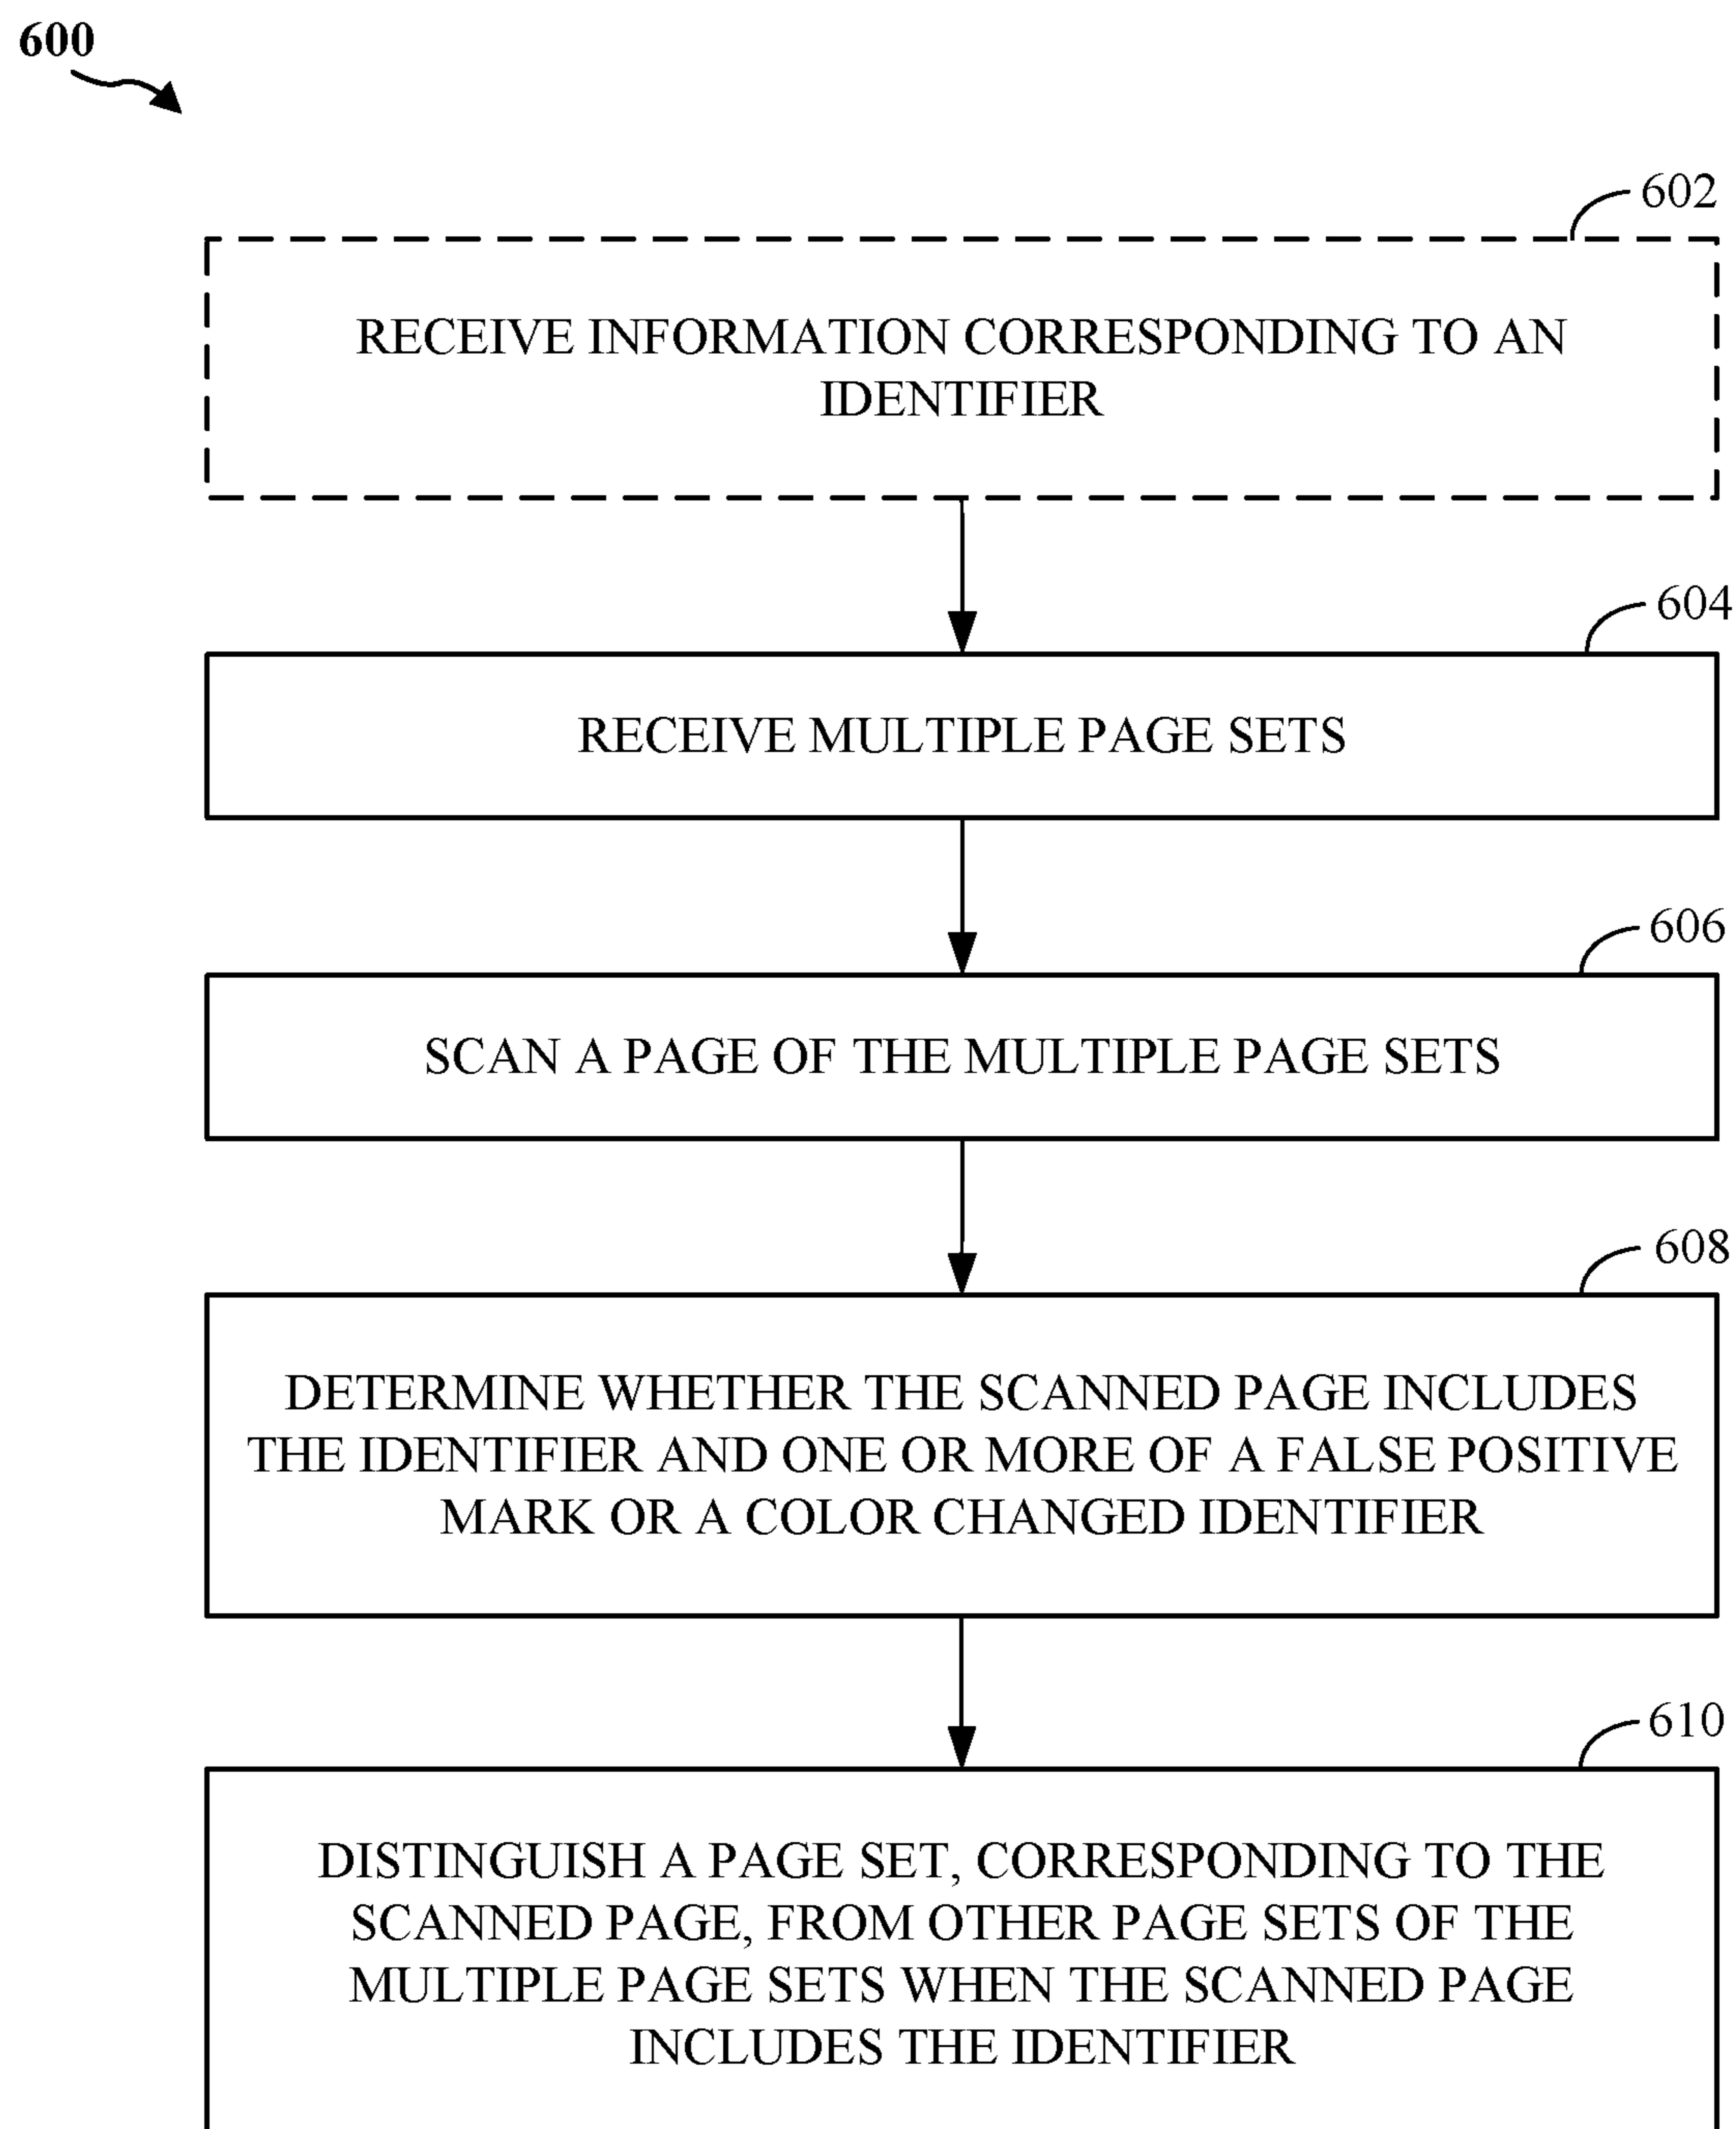 600
602
RECEIVE INFORMATION CORRESPONDING TO AN
IDENTIFIER
604
RECEIVE MULTIPLE PAGE SETS
606
SCAN A PAGE OF THE MULTIPLE PAGE SETS
608
DETERMINE WHETHER THE SCANNED PAGE INCLUDES
THE IDENTIFIER AND ONE OR MORE OF A FALSE POSITIVE
MARK OR A COLOR CHANGED IDENTIFIER
610
DISTINGUISH A PAGE SET, CORRESPONDING TO THE
SCANNED PAGE, FROM OTHER PAGE SETS OF THE
MULTIPLE PAGE SETS WHEN THE SCANNED PAGE
INCLUDES THE IDENTIFIER